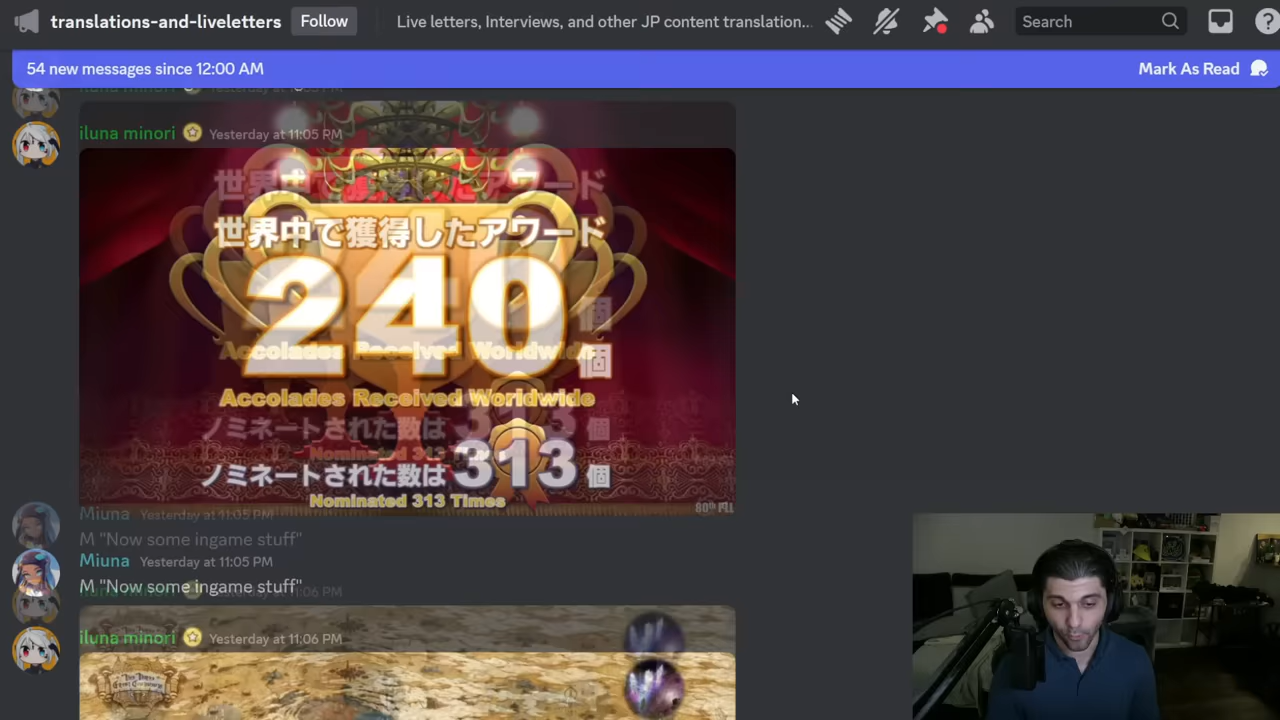 translations-and-liveletters
Follow
Live letters, Interviews, and other JP content translation...
Search
54 new messages since 12:00 AM
Mark As Read
iluna minori
Yesterday at 11:05 PM
世界中で獲得したアワード
240個
Accolades Received Worldwide
ノミネートされた数は 313 個
Nominated 313 Times
Miuna Yesterday at 11:05 PM
M "Now some ingame stuff"
iluna minori
Yesterday at 11:06 PM